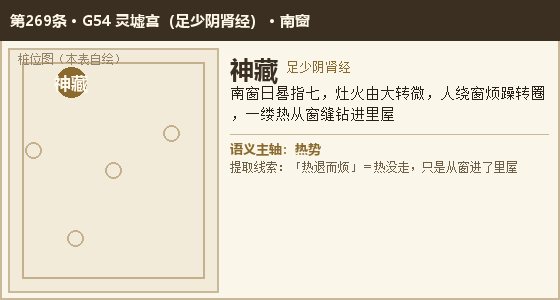 第269条·G54 灵墟宫（足少阴肾经）·南窗
桩位图（本表自绘）
神藏
神藏 足少阴肾经
南窗日晷指七，灶火由大转微，人绕窗烦躁转圈
，一缕热从窗缝钻进里屋
语义主轴：热势
提取线索：「热退而烦」＝热没走，只是从窗进了里屋